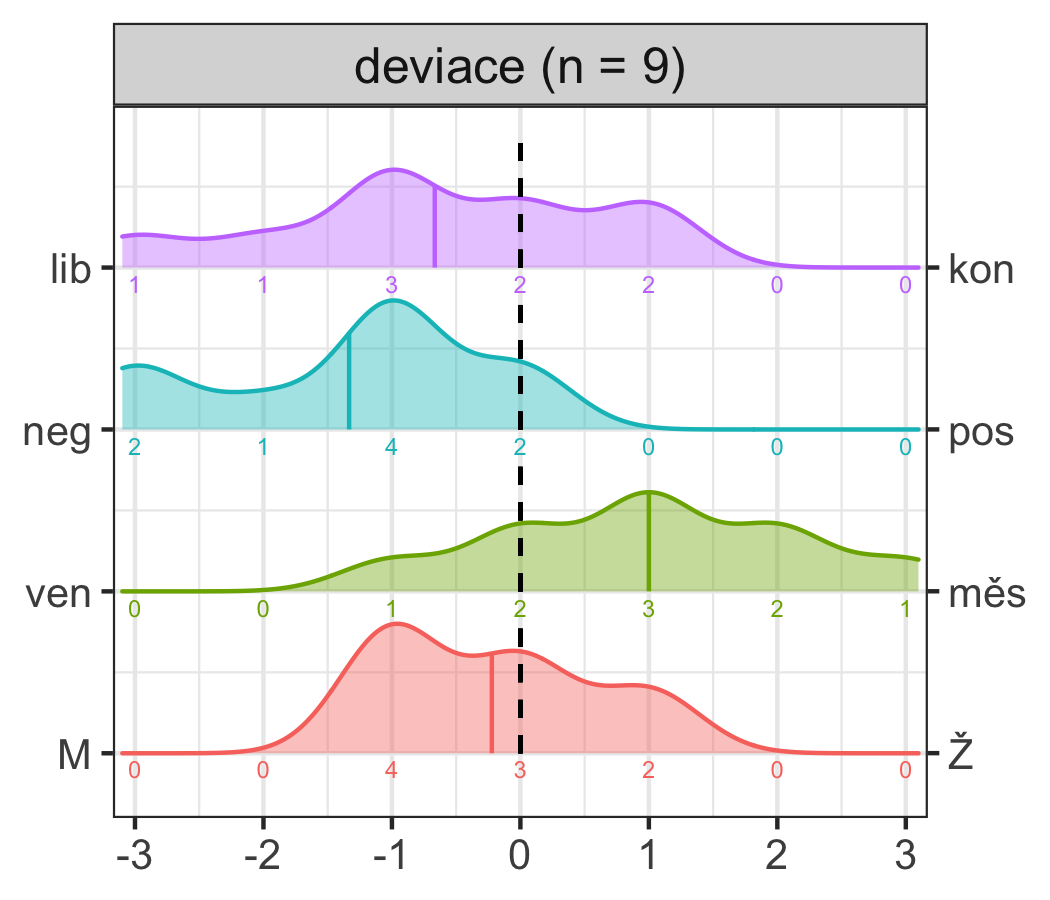 deviace (n = 9)
lib kon
1 1 3 2 2 0 0
neg pos
2 1 4 2 0 0 0
ven měs
0 0 1 2 3 2 1
M Ž
0 0 4 3 2 0 0
-3 -2 -1 0 1 2 3